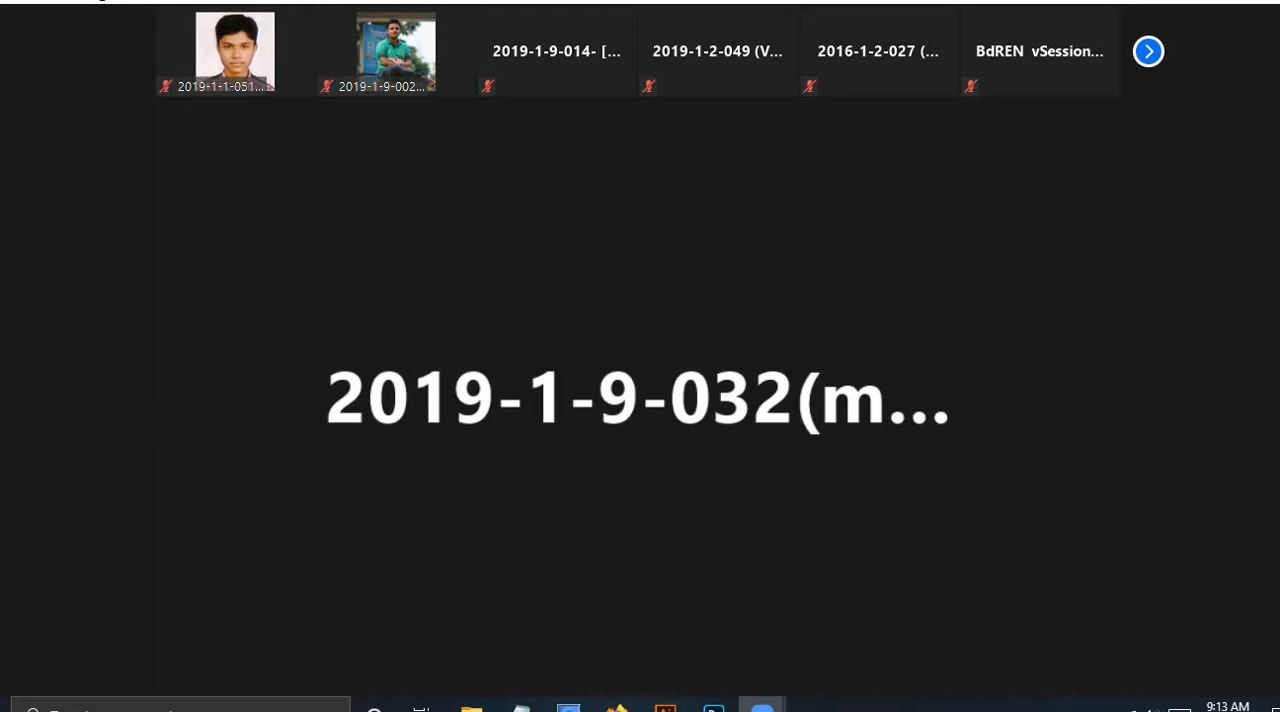 2019-1-1-051...
2019-1-9-002...
2019-1-9-014- [...
2019-1-2-049 (V...
2016-1-2-027 (...
BdREN vSession...
2019-1-9-032(m...
9:13 AM